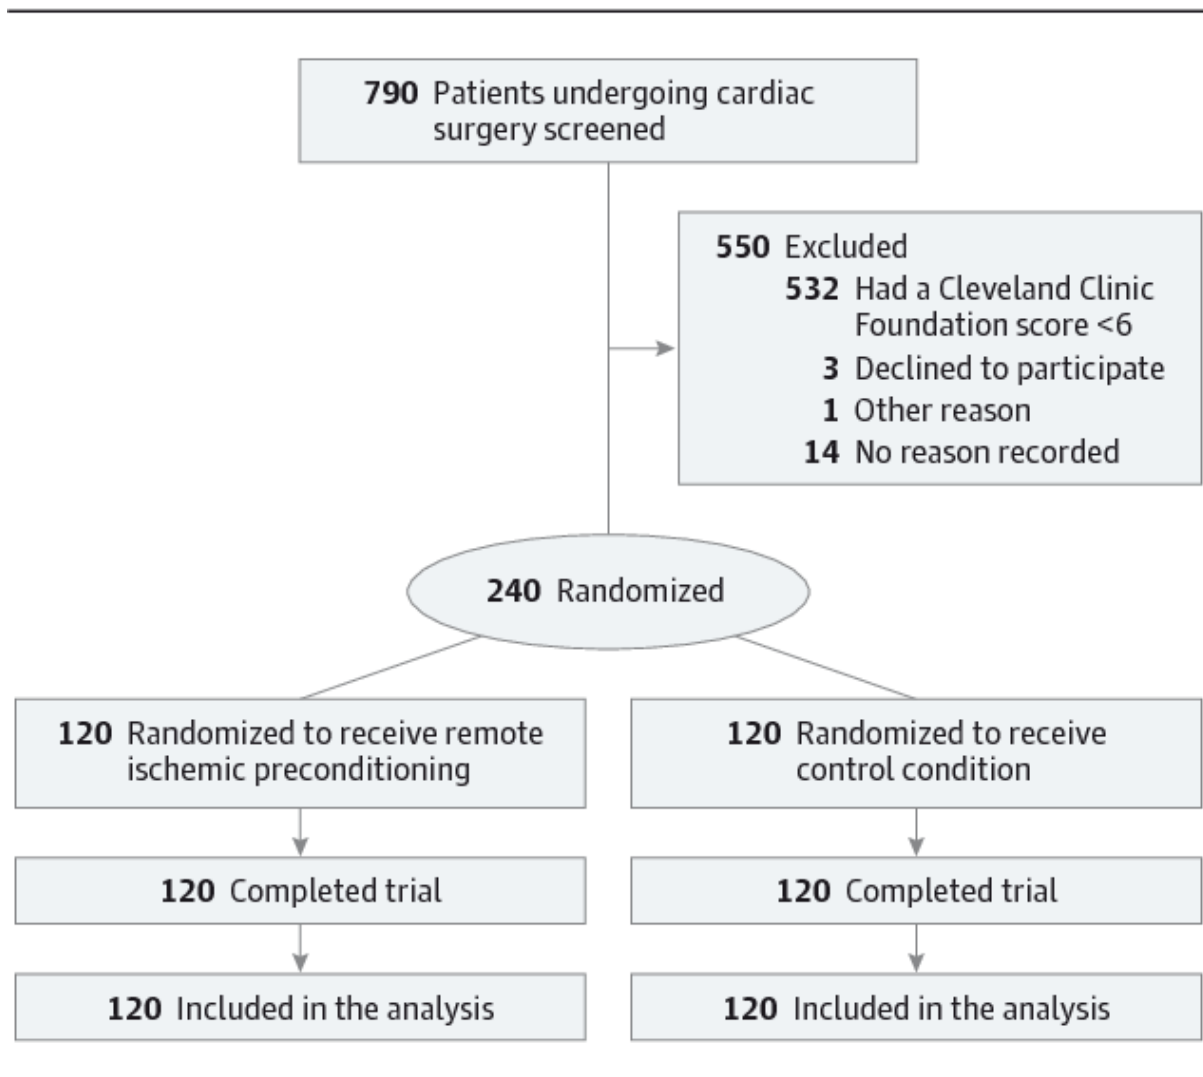 790 Patients undergoing cardiac
surgery screened
550 Excluded
532 Had a Cleveland Clinic
Foundation score <6
3 Declined to participate
1 Other reason
14 No reason recorded
240 Randomized
120 Randomized to receive remote
ischemic preconditioning
120 Randomized to receive
control condition
120 Completed trial
120 Completed trial
120 Included in the analysis
120 Included in the analysis